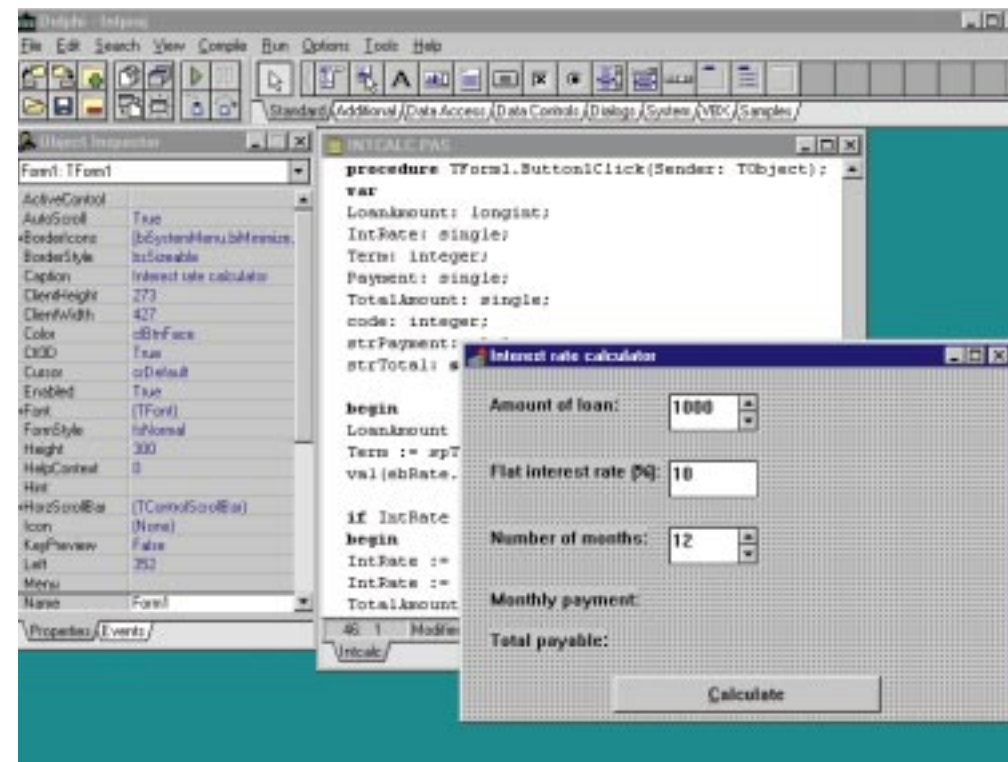 Delphi - Intproj
File Edit Search View Compile Run Options Tools Help
Standard Additional Data Access Data Controls Dialogs System VBX Samples
Object Inspector
Form1: TForm1
ActiveControl
AutoScroll True
BorderIcons [biSystemMenu,biMinimize,
BorderStyle bsSizeable
Caption Interest rate calculator
ClientHeight 273
ClientWidth 427
Color clBtnFace
Ctl3D True
Cursor crDefault
Enabled True
Font (TFont)
FormStyle fsNormal
Height 300
HelpContext 0
Hint
HorzScrollBar (TControlScrollBar)
Icon (None)
KeyPreview False
Left 352
Menu
Name Form1
Properties Events
INTCALC.PAS
procedure TForm1.Button1Click(Sender: TObject);
var
LoanAmount: longint;
IntRate: single;
Term: integer;
Payment: single;
TotalAmount: single;
code: integer;
strPayment:
strTotal: s
begin
LoanAmount
Term := spT
val(ebRate.
if IntRate
begin
IntRate :=
IntRate :=
TotalAmount
46: 1 Modifie
Intcalc
Interest rate calculator
Amount of loan: 1000
Flat interest rate (%): 10
Number of months: 12
Monthly payment:
Total payable:
Calculate